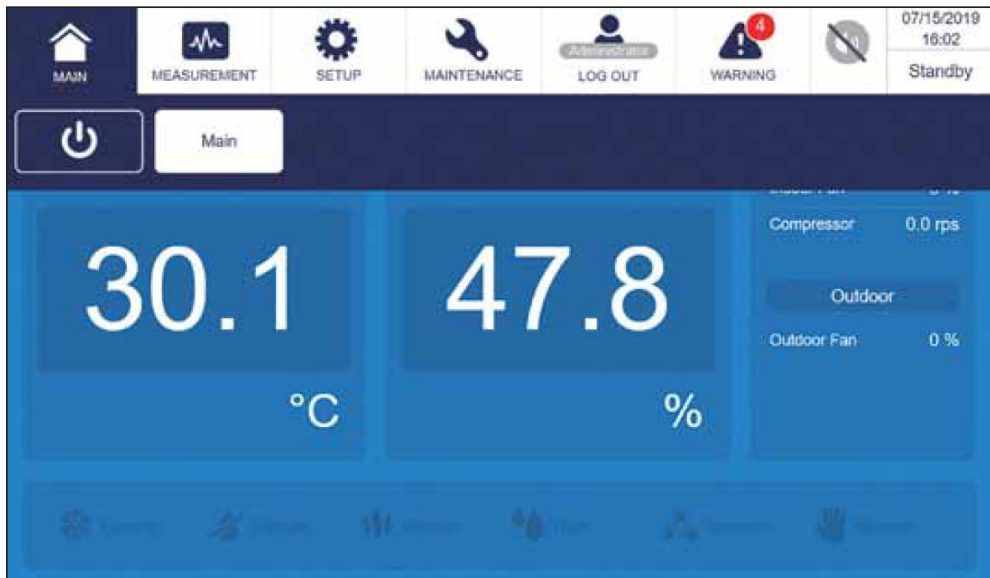 MAIN
MEASUREMENT
SETUP
MAINTENANCE
Administrator
LOG OUT
4
WARNING
07/15/2019
16:02
Standby
Main
30.1
°C
47.8
%
Compressor 0.0 rps
Outdoor
Outdoor Fan 0 %